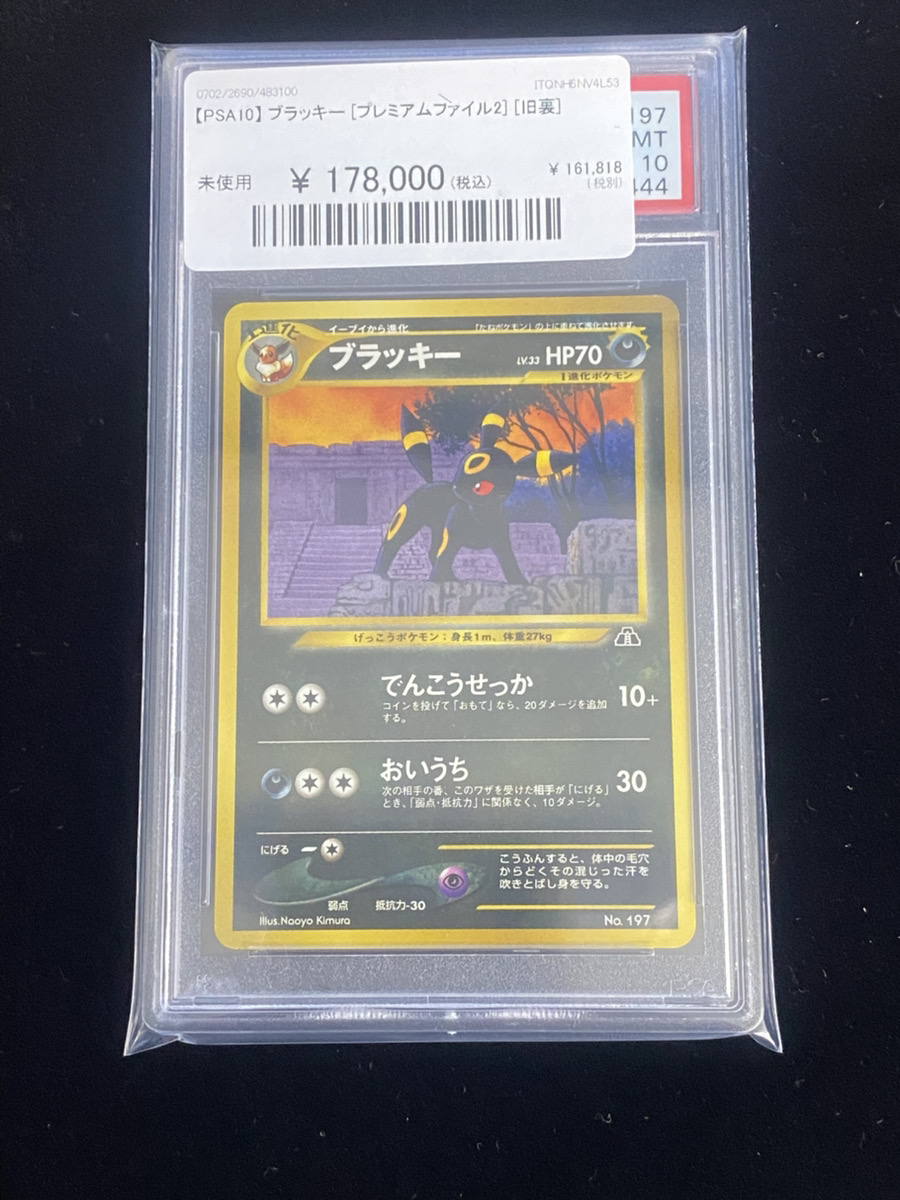 0702/2690/483100
ITQNH6NV4L53
【PSA10】ブラッキー [プレミアムファイル2] [旧裏]
未使用 ¥ 178,000 (税込) ¥ 161,818
(税別)
197
MT
10
444
イーブイから進化 「たねポケモン」の上に重ねて進化させます
ブラッキー LV.33 HP70
1進化ポケモン
げっこうポケモン:身長1m、体重27kg
でんこうせっか 10+
コインを投げて「おもて」なら、20ダメージを追加
する。
おいうち 30
次の相手の番、このワザを受けた相手が「にげる」
とき、「弱点・抵抗力」に関係なく、10ダメージ。
にげる
こうふんすると、体中の毛穴
からどくその混じった汗を
吹きとばし身を守る。
弱点 抵抗力-30
Illus.Naoyo Kimura No. 197